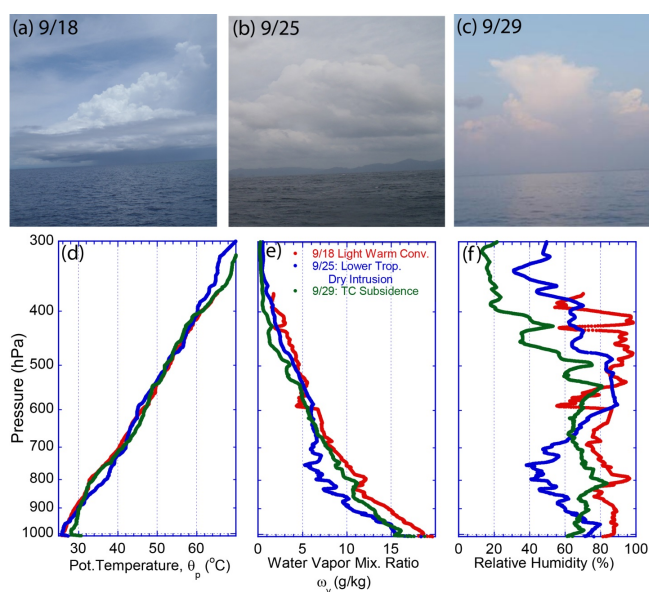 (a) 9/18
(b) 9/25
(c) 9/29
(d)
e)
(f)
9/18 Light Warm Conv.
9/25: Lower Trop.
Dry Intrusion
9/29: TC Subsidence
300
400
500
600
700
800
900
1000
Pressure (hPa)
30 40 50 60
Pot.Temperature, θp (°C)
0 5 10 15
Water Vapor Mix. Ratio
ωv (g/kg)
0 20 40 60 80 100
Relative Humidity (%)